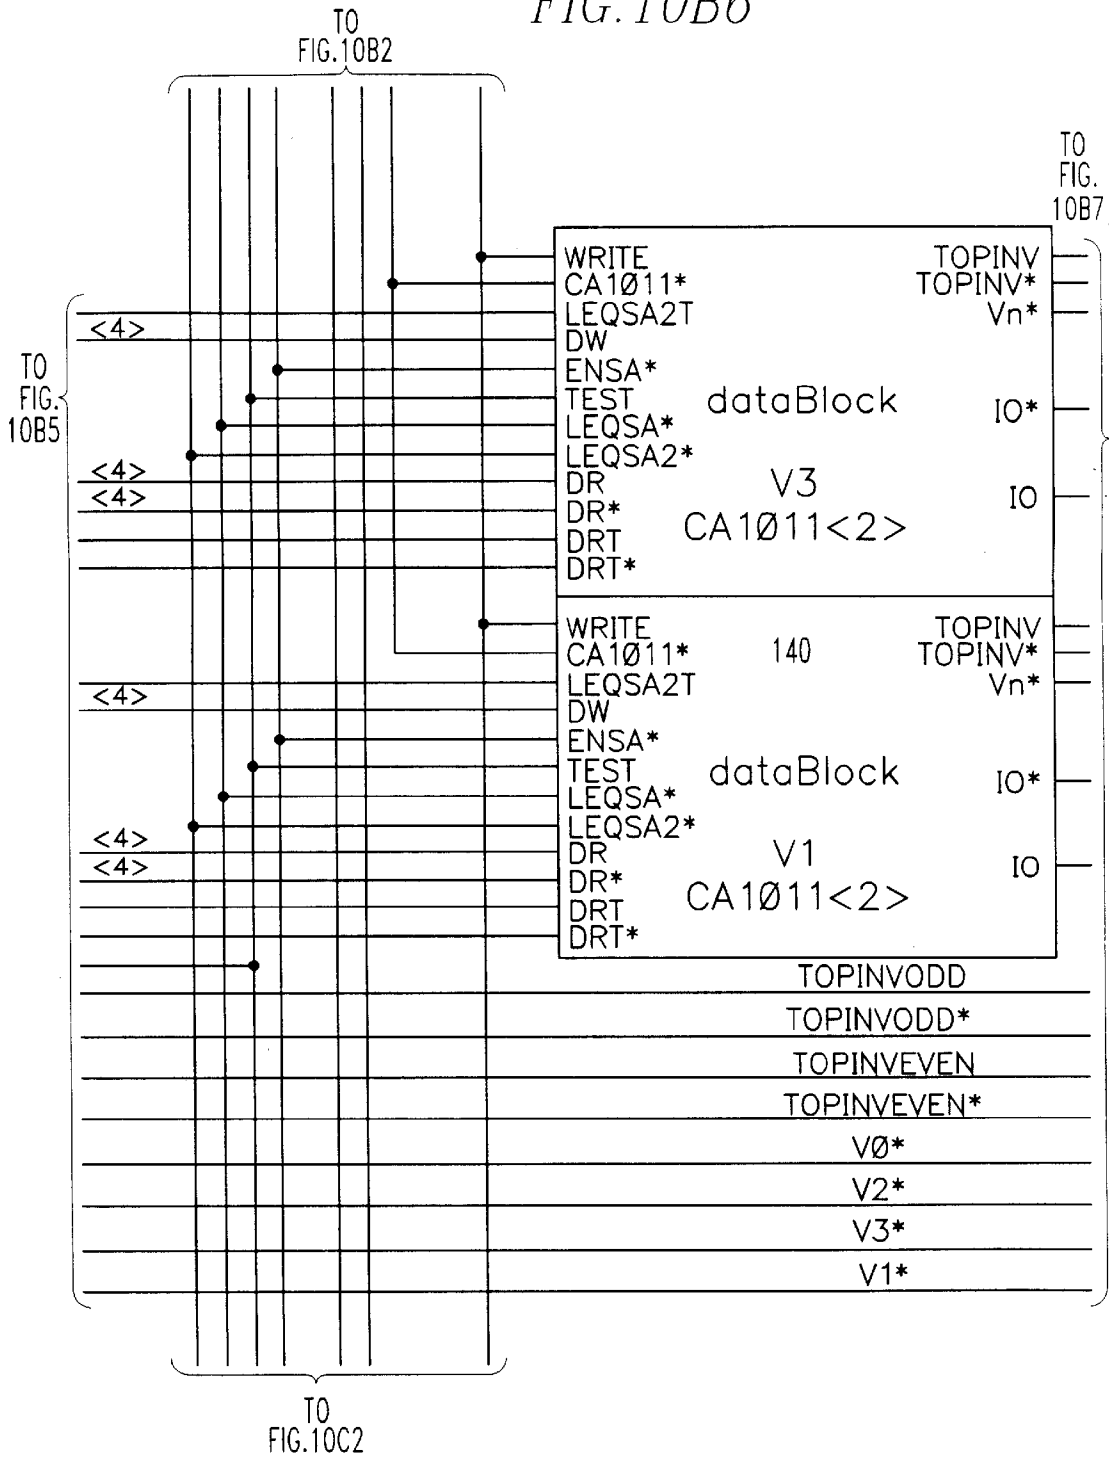 FIG.10B6
TO
FIG.10B2
TO
FIG.
10B7
TO
FIG.
10B5
<4>
<4>
<4>
WRITE
CA1Ø11*
LEQSA2T
DW
ENSA*
TEST
LEQSA*
LEQSA2*
DR
DR*
DRT
DRT*
dataBlock
V3
CA1Ø11<2>
TOPINV
TOPINV*
Vn*
IO*
IO
<4>
<4>
<4>
WRITE
CA1Ø11*
LEQSA2T
DW
ENSA*
TEST
LEQSA*
LEQSA2*
DR
DR*
DRT
DRT*
140
dataBlock
V1
CA1Ø11<2>
TOPINV
TOPINV*
Vn*
IO*
IO
TOPINVODD
TOPINVODD*
TOPINVEVEN
TOPINVEVEN*
VØ*
V2*
V3*
V1*
TO
FIG.10C2